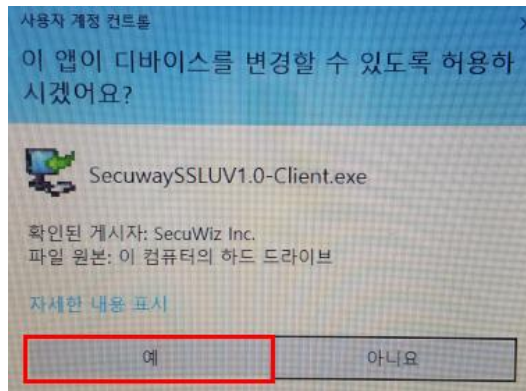 사용자 계정 컨트롤
이 앱이 디바이스를 변경할 수 있도록 허용하
시겠어요?
SecuwaySSLUV1.0-Client.exe
확인된 게시자: SecuWiz Inc.
파일 원본: 이 컴퓨터의 하드 드라이브
자세한 내용 표시
예
아니요